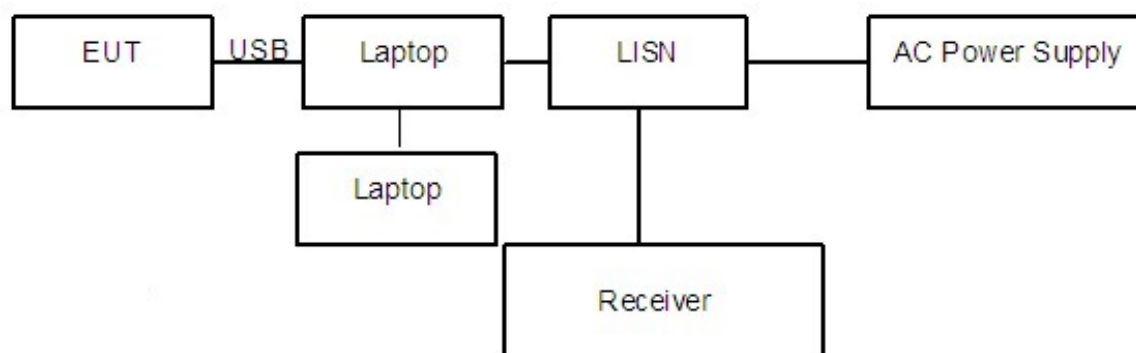 EUT
USB
Laptop
LISN
AC Power Supply
Laptop
Receiver